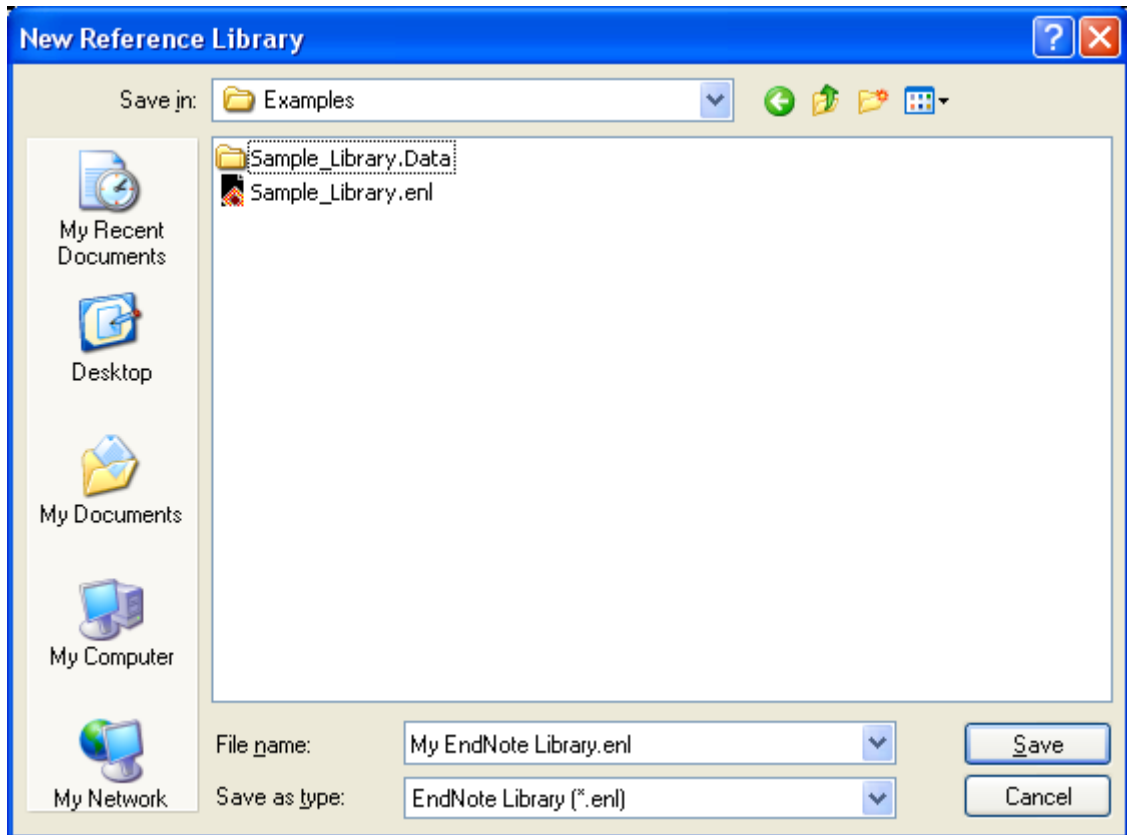 New Reference Library
Save in: Examples
Sample_Library.Data
Sample_Library.enl
My Recent
Documents
Desktop
My Documents
My Computer
My Network
File name: My EndNote Library.enl Save
Save as type: EndNote Library (*.enl) Cancel